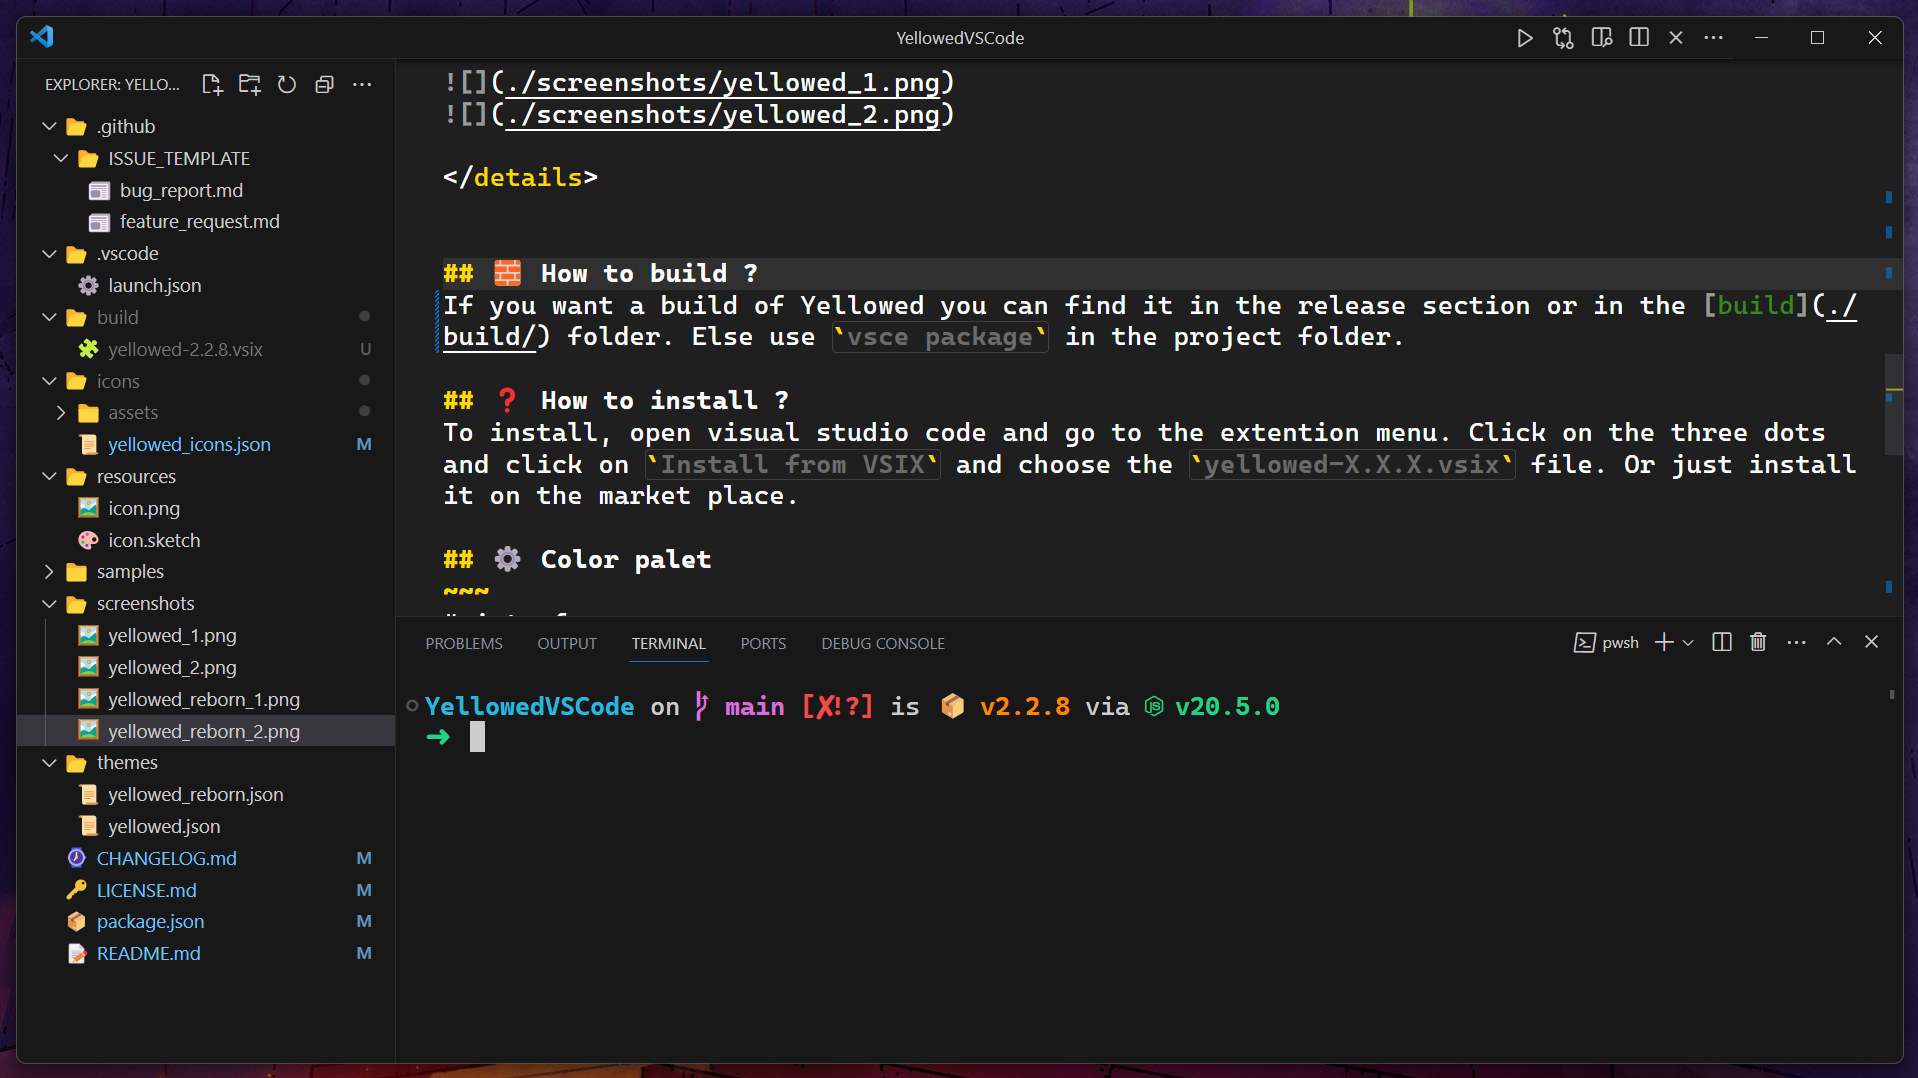 YellowedVSCode
EXPLORER: YELLO...
.github
ISSUE_TEMPLATE
bug_report.md
feature_request.md
.vscode
launch.json
build
yellowed-2.2.8.vsix U
icons
assets
yellowed_icons.json M
resources
icon.png
icon.sketch
samples
screenshots
yellowed_1.png
yellowed_2.png
yellowed_reborn_1.png
yellowed_reborn_2.png
themes
yellowed_reborn.json
yellowed.json
CHANGELOG.md M
LICENSE.md M
package.json M
README.md M
![](./screenshots/yellowed_1.png)
![](./screenshots/yellowed_2.png)
</details>
## 🧱 How to build ?
If you want a build of Yellowed you can find it in the release section or in the [build](./
build/) folder. Else use `vsce package` in the project folder.
## ❓ How to install ?
To install, open visual studio code and go to the extention menu. Click on the three dots
and click on `Install from VSIX` and choose the `yellowed-X.X.X.vsix` file. Or just install
it on the market place.
## ⚙️ Color palet
~~~
PROBLEMS OUTPUT TERMINAL PORTS DEBUG CONSOLE pwsh
YellowedVSCode on main [✘!?] is 📦 v2.2.8 via v20.5.0
➜